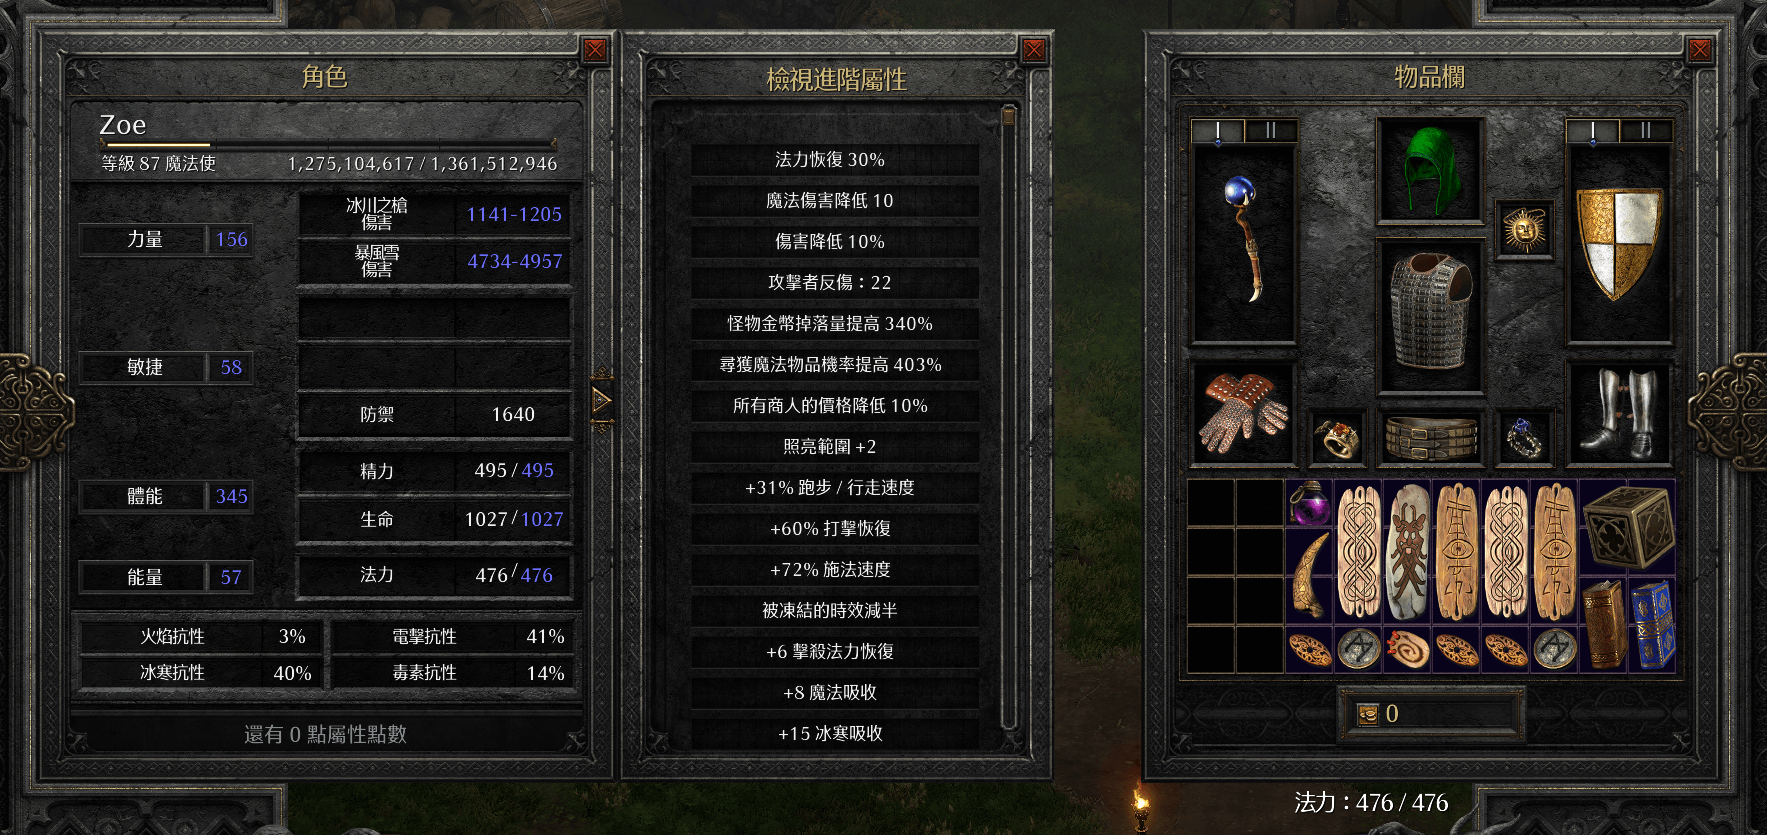 角色
Zoe
等級 87 魔法使
1,275,104,617 / 1,361,512,946
力量 156
敏捷 58
體能 345
能量 57
冰川之槍
傷害
1141-1205
暴風雪
傷害
4734-4957
防禦 1640
精力 495 / 495
生命 1027 / 1027
法力 476 / 476
火焰抗性 3%
電擊抗性 41%
冰寒抗性 40%
毒素抗性 14%
還有 0 點屬性點數
檢視進階屬性
法力恢復 30%
魔法傷害降低 10
傷害降低 10%
攻擊者反傷：22
怪物金幣掉落量提高 340%
尋獲魔法物品機率提高 403%
所有商人的價格降低 10%
照亮範圍 +2
+31% 跑步 / 行走速度
+60% 打擊恢復
+72% 施法速度
被凍結的時效減半
+6 擊殺法力恢復
+8 魔法吸收
+15 冰寒吸收
物品欄
I II
I II
0
法力：476 / 476